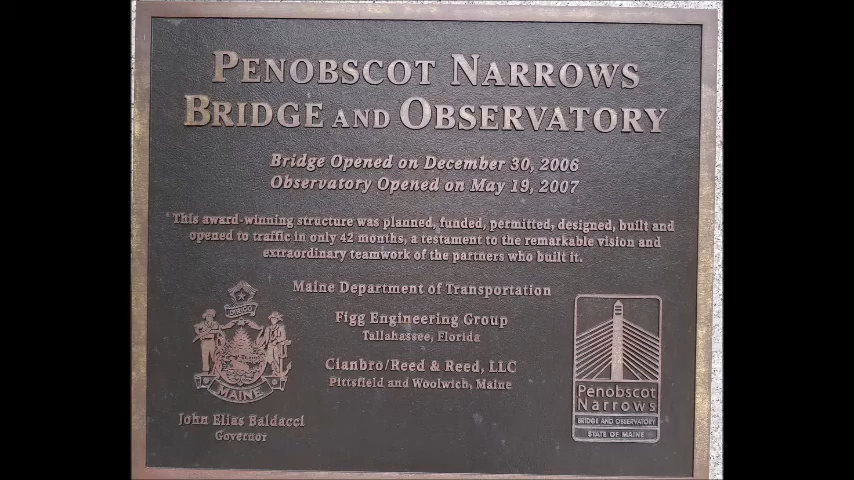 PENOBSCOT NARROWS
BRIDGE AND OBSERVATORY
Bridge Opened on December 30, 2006
Observatory Opened on May 19, 2007
This award-winning structure was planned, funded, permitted, designed, built and
opened to traffic in only 42 months, a testament to the remarkable vision and
extraordinary teamwork of the partners who built it.
Maine Department of Transportation
Figg Engineering Group
Tallahassee, Florida
Cianbro/Reed & Reed, LLC
Pittsfield and Woolwich, Maine
DIRIGO
MAINE
John Elias Baldacci
Governor
Penobscot
Narrows
BRIDGE AND OBSERVATORY
STATE OF MAINE